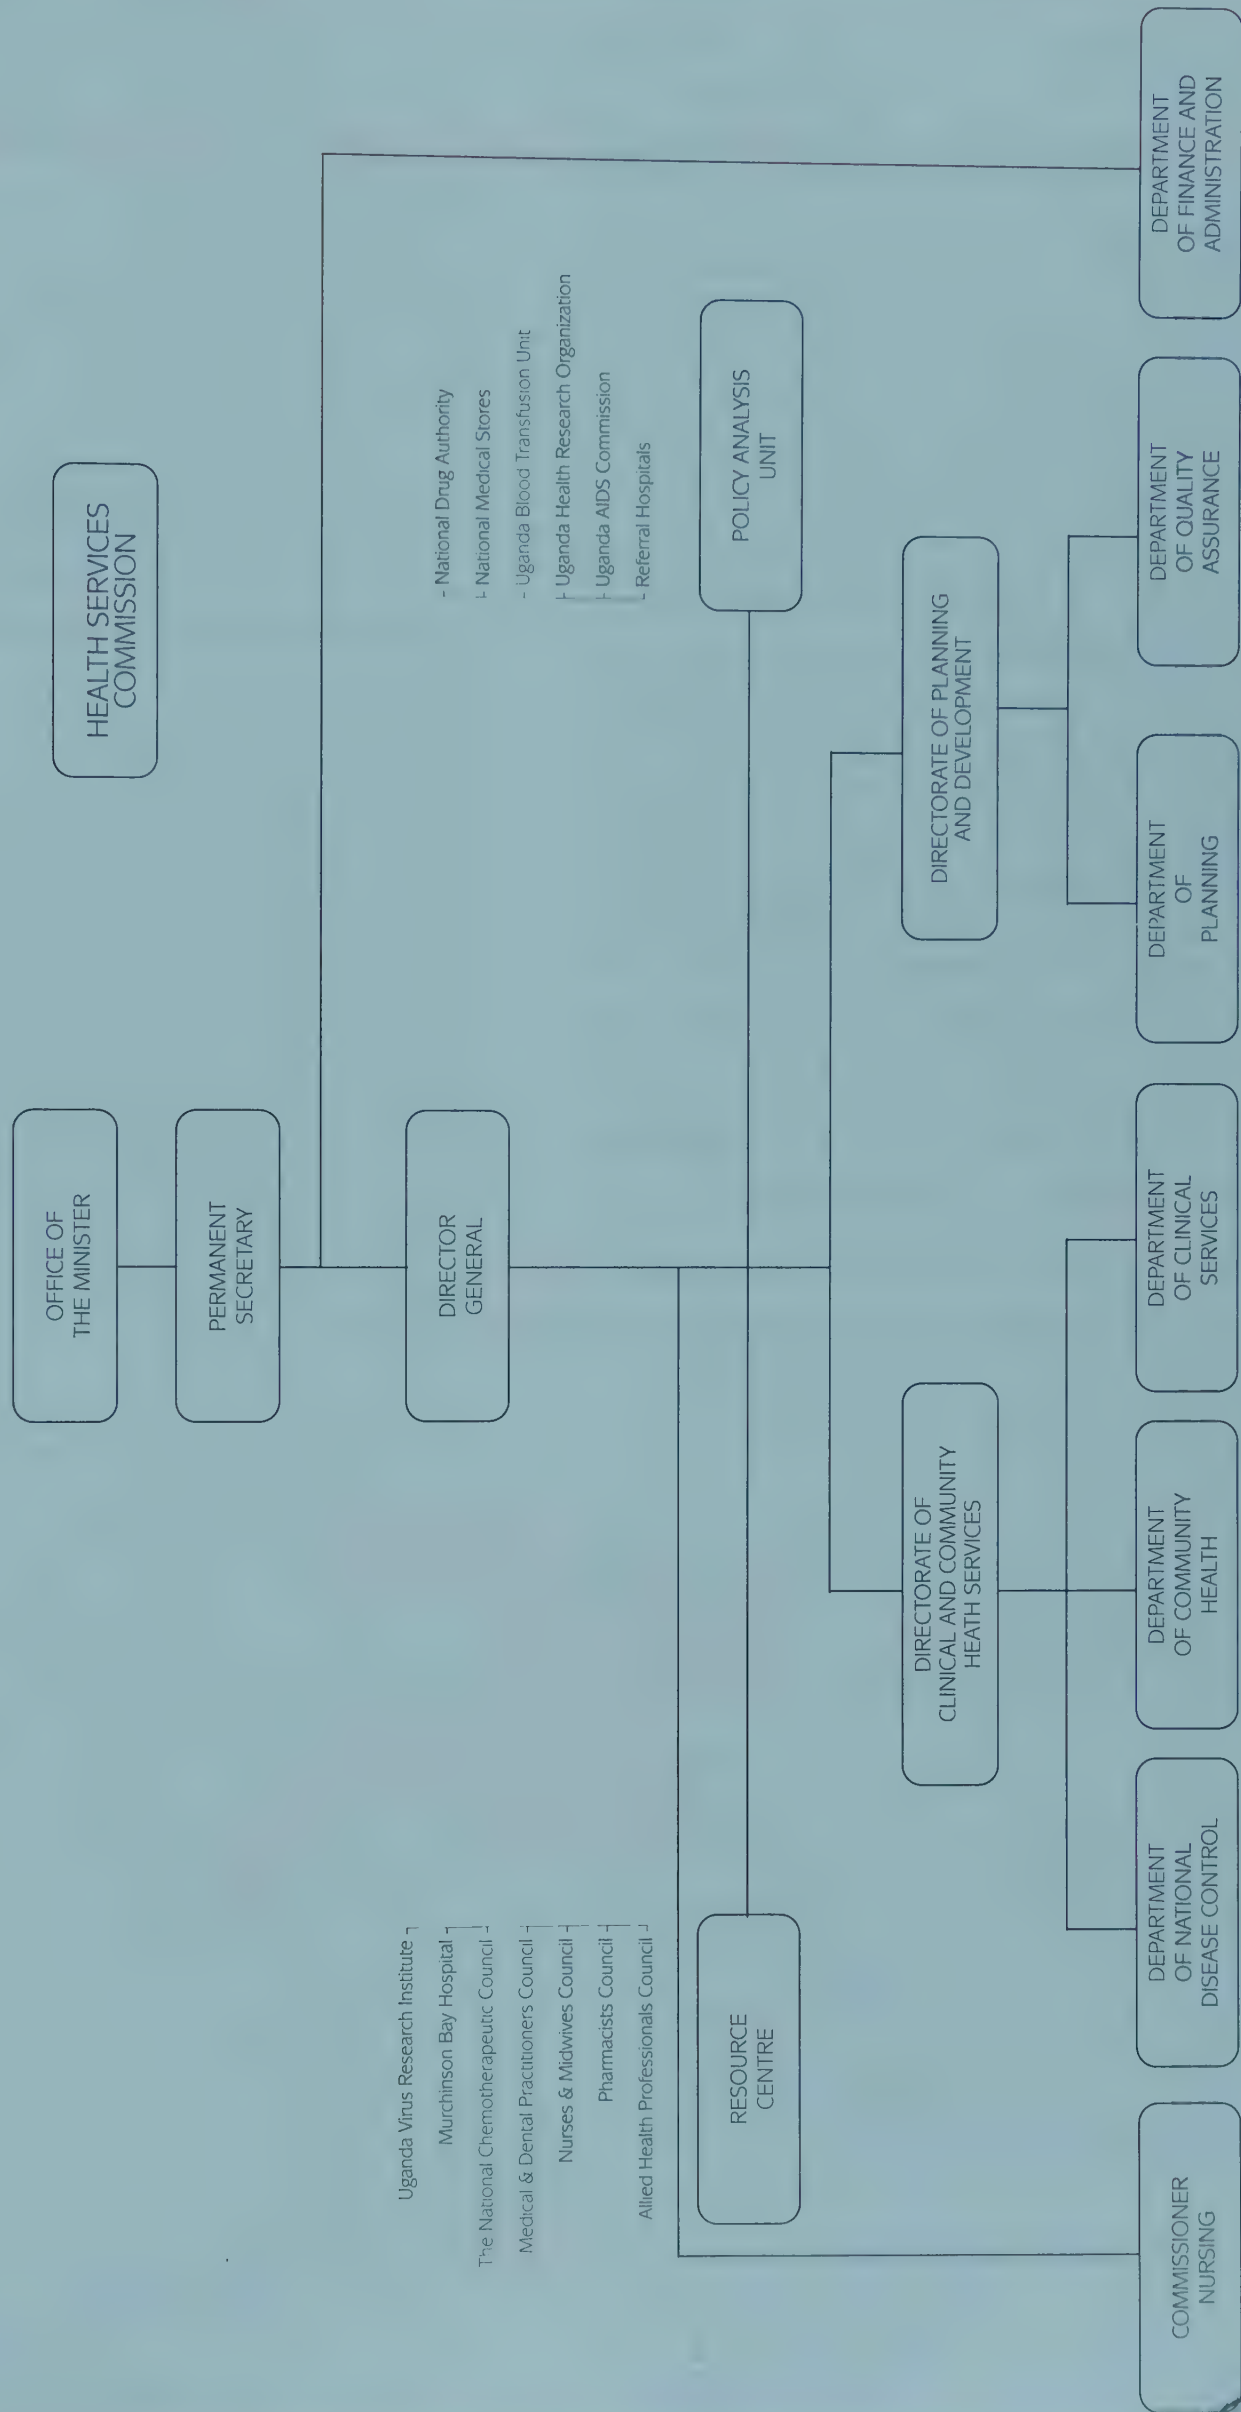 OFFICE OF
THE MINISTER
HEALTH SERVICES
COMMISSION
PERMANENT
SECRETARY
DIRECTOR
GENERAL
Uganda Virus Research Institute
Murchinson Bay Hospital
The National Chemotherapeutic Council
Medical & Dental Practitioners Council
Nurses & Midwives Council
Pharmacists Council
Allied Health Professionals Council
- National Drug Authority
- National Medical Stores
- Uganda Blood Transfusion Unit
- Uganda Health Research Organization
- Uganda AIDS Commission
- Referral Hospitals
RESOURCE
CENTRE
POLICY ANALYSIS
UNIT
DIRECTORATE OF
CLINICAL AND COMMUNITY
HEATH SERVICES
DIRECTORATE OF PLANNING
AND DEVELOPMENT
COMMISSIONER
NURSING
DEPARTMENT
OF NATIONAL
DISEASE CONTROL
DEPARTMENT
OF COMMUNITY
HEALTH
DEPARTMENT
OF CLINICAL
SERVICES
DEPARTMENT
OF
PLANNING
DEPARTMENT
OF QUALITY
ASSURANCE
DEPARTMENT
OF FINANCE AND
ADMINISTRATION